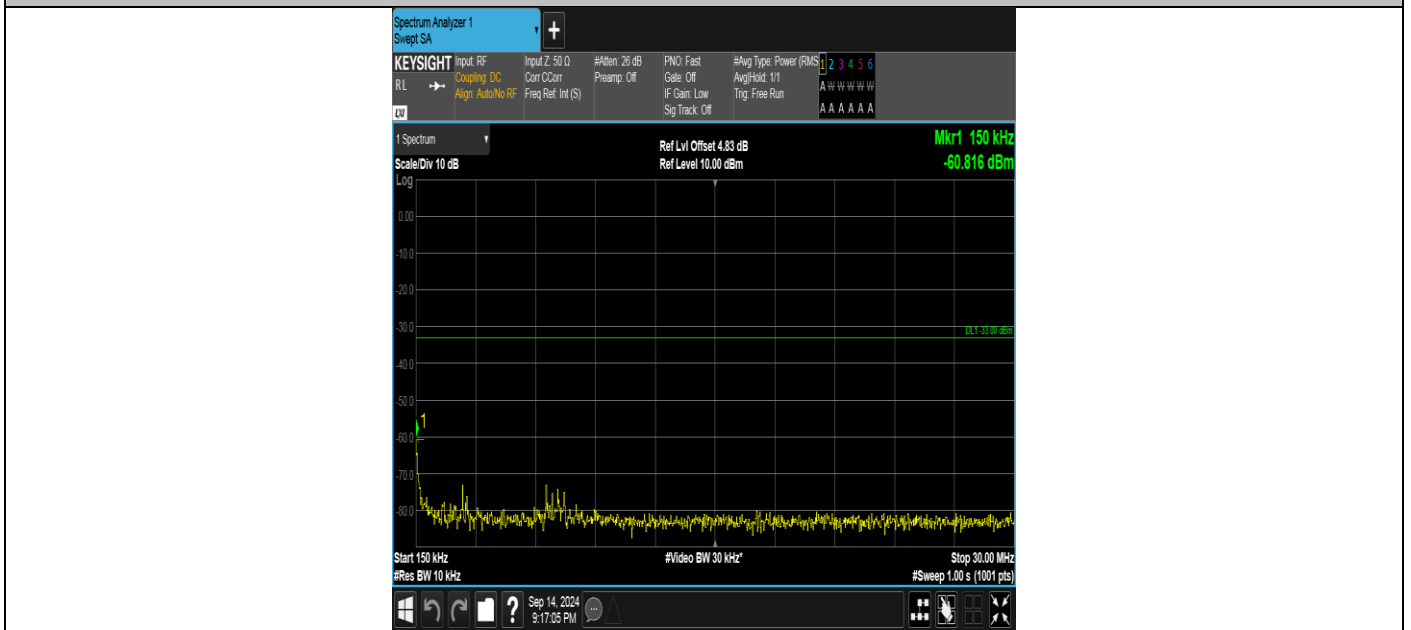 Spectrum Analyzer 1
Swept SA
+
KEYSIGHT
RL
LXI
Input: RF
Coupling: DC
Align: Auto/No RF
Input Z: 50 Ω
Corr CCorr
Freq Ref: Int (S)
#Atten: 26 dB
Preamp: Off
PNO: Fast
Gate: Off
IF Gain: Low
Sig Track: Off
#Avg Type: Power (RMS
Avg|Hold: 1/1
Trig: Free Run
1 2 3 4 5 6
A W W W W W
A A A A A A
1 Spectrum
Scale/Div 10 dB
Ref Lvl Offset 4.83 dB
Ref Level 10.00 dBm
Mkr1 150 kHz
-60.816 dBm
Log
0.00
-10.0
-20.0
-30.0
DL1 -33.00 dBm
-40.0
-50.0
1
-60.0
-70.0
-80.0
Start 150 kHz
#Video BW 30 kHz*
Stop 30.00 MHz
#Res BW 10 kHz
#Sweep 1.00 s (1001 pts)
?
Sep 14, 2024
9:17:05 PM